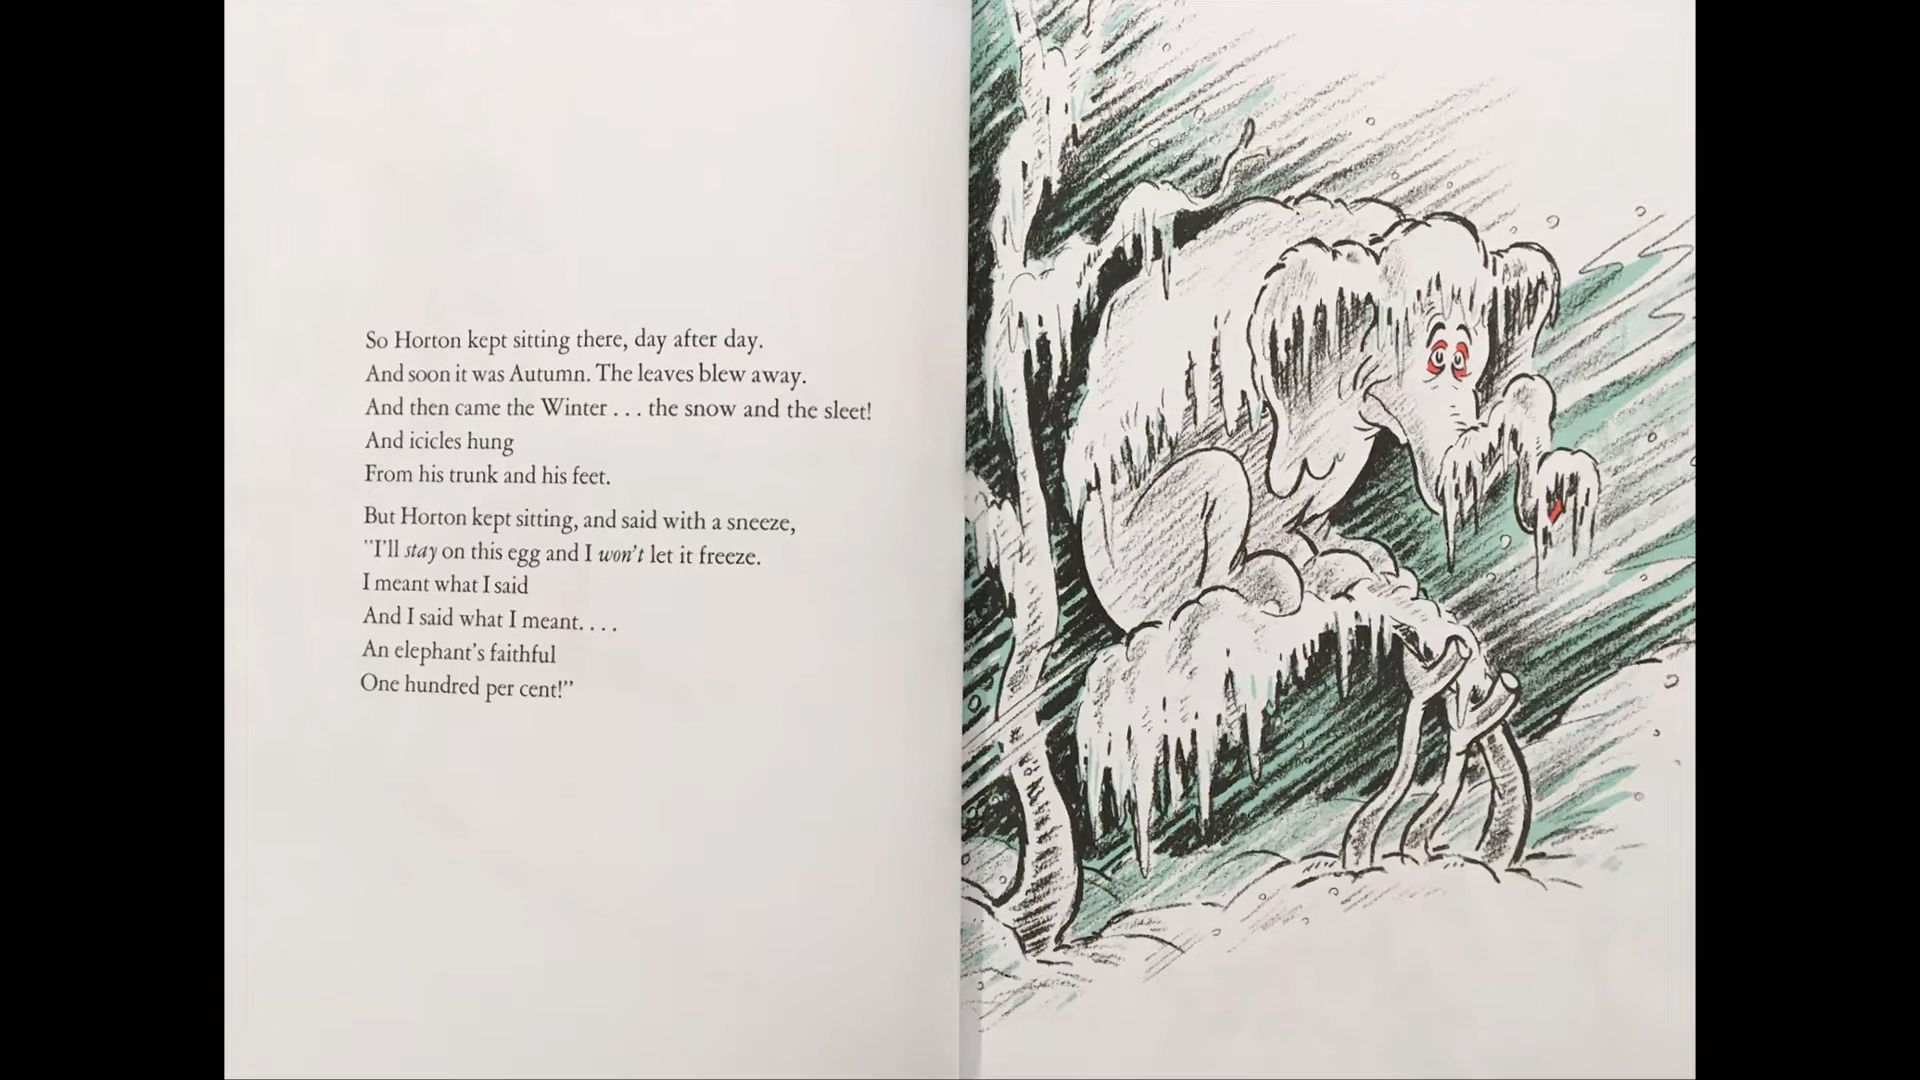 So Horton kept sitting there, day after day.
And soon it was Autumn. The leaves blew away.
And then came the Winter . . . the snow and the sleet!
And icicles hung
From his trunk and his feet.
But Horton kept sitting, and said with a sneeze,
"I'll stay on this egg and I won't let it freeze.
I meant what I said
And I said what I meant. . . .
An elephant's faithful
One hundred per cent!"